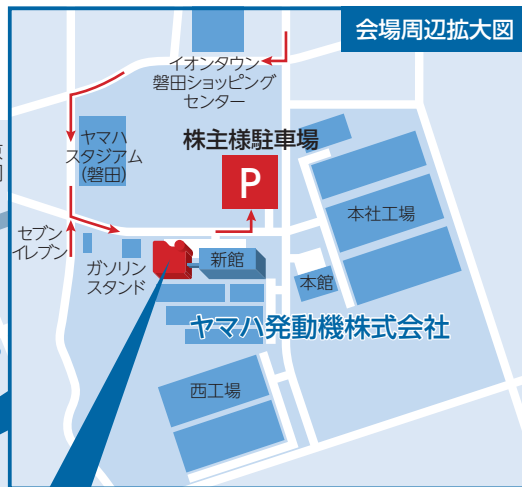 会場周辺拡大図
イオンタウン
磐田ショッピング
センター
ヤマハ
スタジアム
(磐田)
株主様駐車場
P
本社工場
セブン
イレブン
ガソリン
スタンド
新館
本館
ヤマハ発動機株式会社
西工場